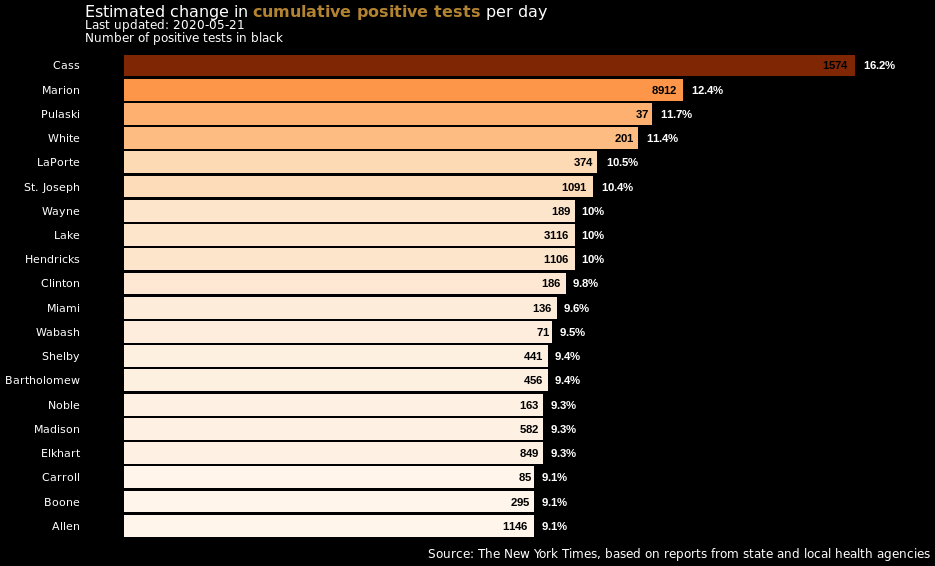 Estimated change in cumulative positive tests per day
Last updated: 2020-05-21
Number of positive tests in black
Cass 1574 16.2%
Marion 8912 12.4%
Pulaski 37 11.7%
White 201 11.4%
LaPorte 374 10.5%
St. Joseph 1091 10.4%
Wayne 189 10%
Lake 3116 10%
Hendricks 1106 10%
Clinton 186 9.8%
Miami 136 9.6%
Wabash 71 9.5%
Shelby 441 9.4%
Bartholomew 456 9.4%
Noble 163 9.3%
Madison 582 9.3%
Elkhart 849 9.3%
Carroll 85 9.1%
Boone 295 9.1%
Allen 1146 9.1%
Source: The New York Times, based on reports from state and local health agencies